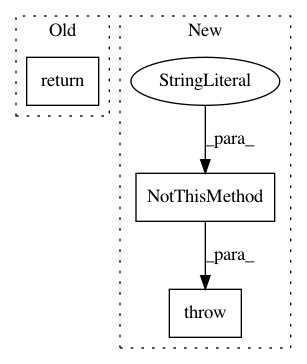 Old
New
return
StringLiteral
_para_
NotThisMethod
_para_
throw